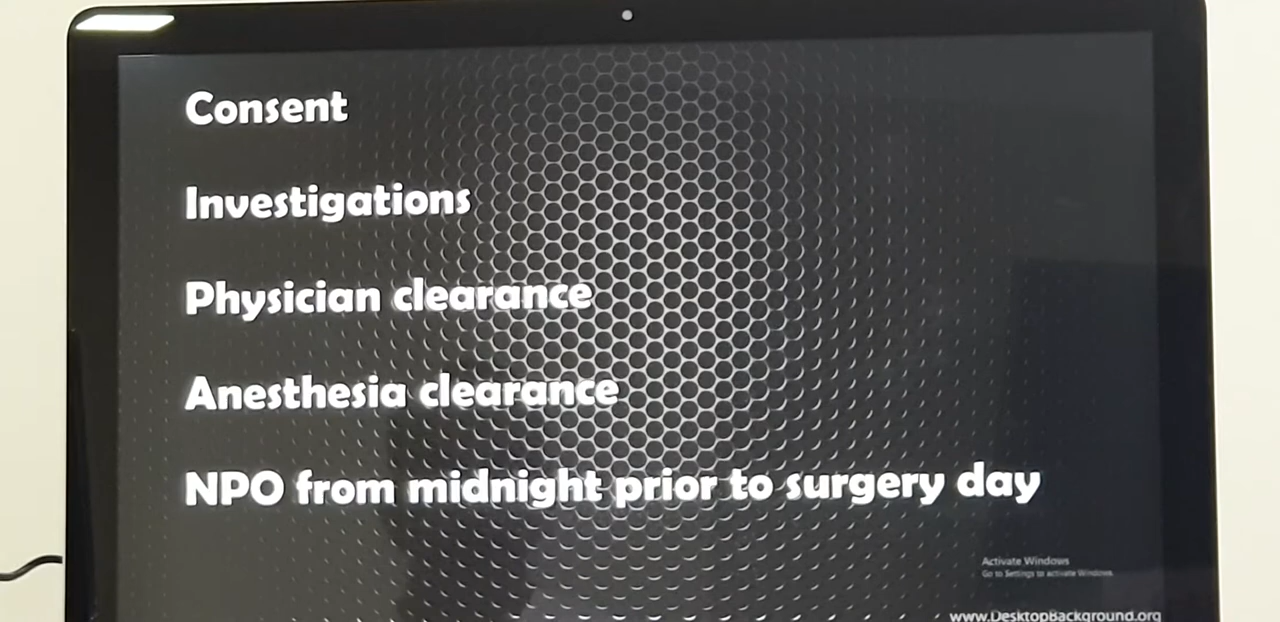 Consent
Investigations
Physician clearance
Anesthesia clearance
NPO from midnight prior to surgery day
Activate Windows
Go to Settings to activate Windows.
www.DesktopBackground.org